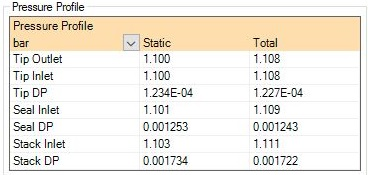 Pressure Profile
Pressure Profile
bar Static Total
Tip Outlet 1.100 1.108
Tip Inlet 1.100 1.108
Tip DP 1.234E-04 1.227E-04
Seal Inlet 1.101 1.109
Seal DP 0.001253 0.001243
Stack Inlet 1.103 1.111
Stack DP 0.001734 0.001722